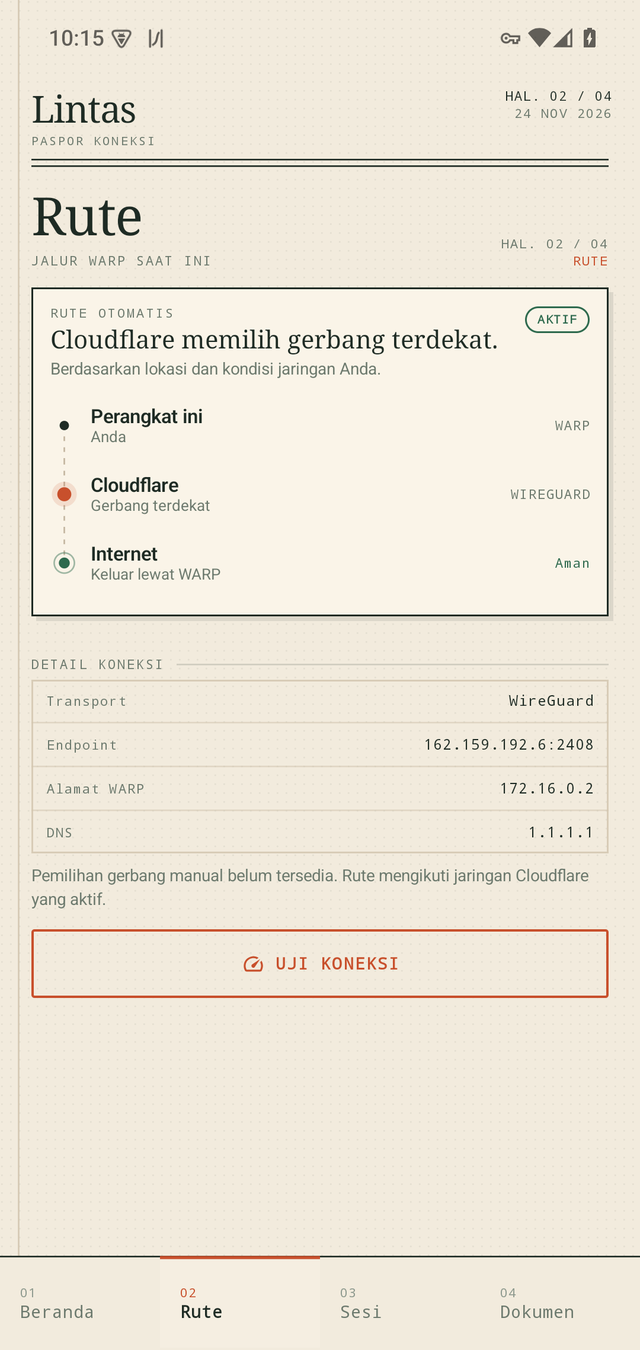 10:15
Lintas
HAL. 02 / 04
24 NOV 2026
PASPOR KONEKSI
Rute
HAL. 02 / 04
JALUR WARP SAAT INI
RUTE
RUTE OTOMATIS
AKTIF
Cloudflare memilih gerbang terdekat.
Berdasarkan lokasi dan kondisi jaringan Anda.
Perangkat ini
Anda
WARP
Cloudflare
Gerbang terdekat
WIREGUARD
Internet
Keluar lewat WARP
Aman
DETAIL KONEKSI
Transport WireGuard
Endpoint 162.159.192.6:2408
Alamat WARP 172.16.0.2
DNS 1.1.1.1
Pemilihan gerbang manual belum tersedia. Rute mengikuti jaringan Cloudflare
yang aktif.
UJI KONEKSI
01
Beranda
02
Rute
03
Sesi
04
Dokumen